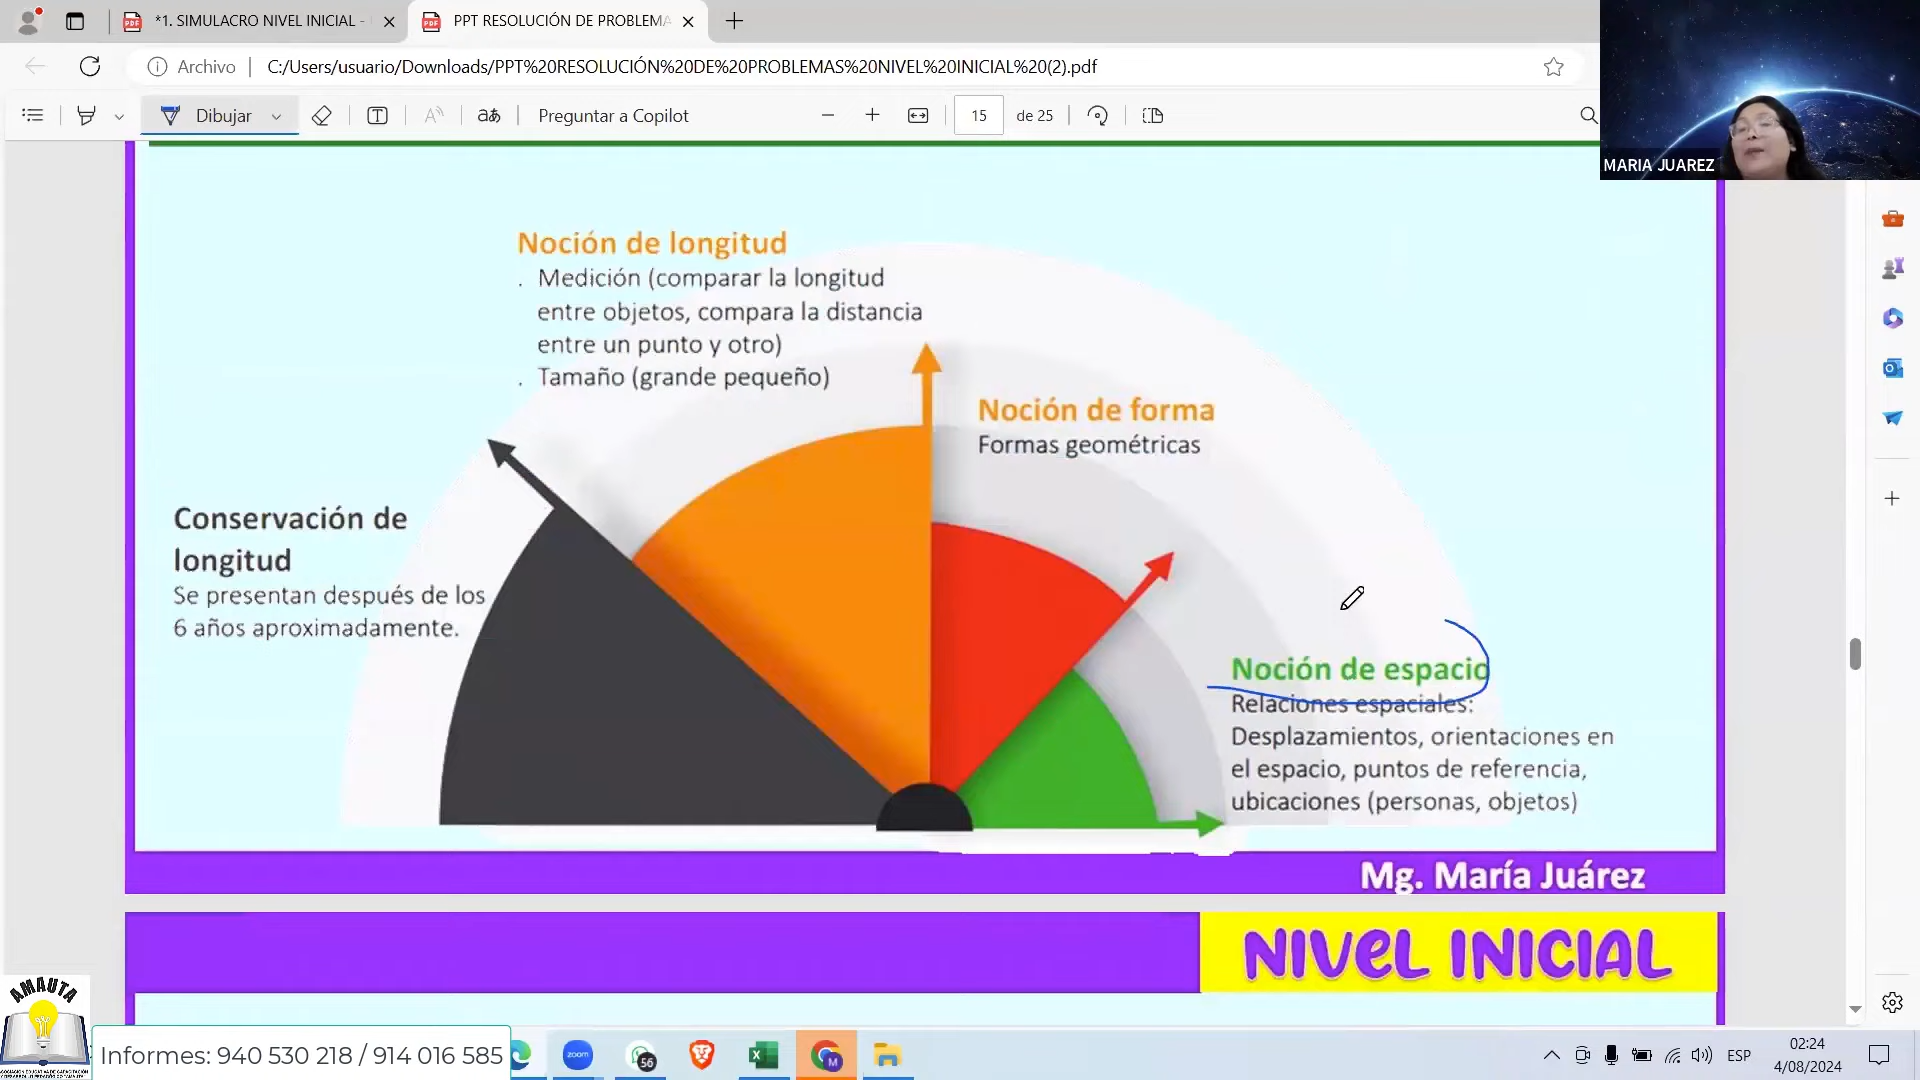 *1. SIMULACRO NIVEL INICIAL -
PPT RESOLUCIÓN DE PROBLEMA
Archivo
C:/Users/usuario/Downloads/PPT%20RESOLUCIÓN%20DE%20PROBLEMAS%20NIVEL%20INICIAL%20(2).pdf
Dibujar
Preguntar a Copilot
15 de 25
MARIA JUAREZ
Noción de longitud
. Medición (comparar la longitud
entre objetos, compara la distancia
entre un punto y otro)
. Tamaño (grande pequeño)
Noción de forma
Formas geométricas
Conservación de
longitud
Se presentan después de los
6 años aproximadamente.
Noción de espacio
Relaciones espaciales:
Desplazamientos, orientaciones en
el espacio, puntos de referencia,
ubicaciones (personas, objetos)
Mg. María Juárez
NIVEL INICIAL
AMAUTA
Informes: 940 530 218 / 914 016 585
zoom
56
M
ESP
02:24
4/08/2024